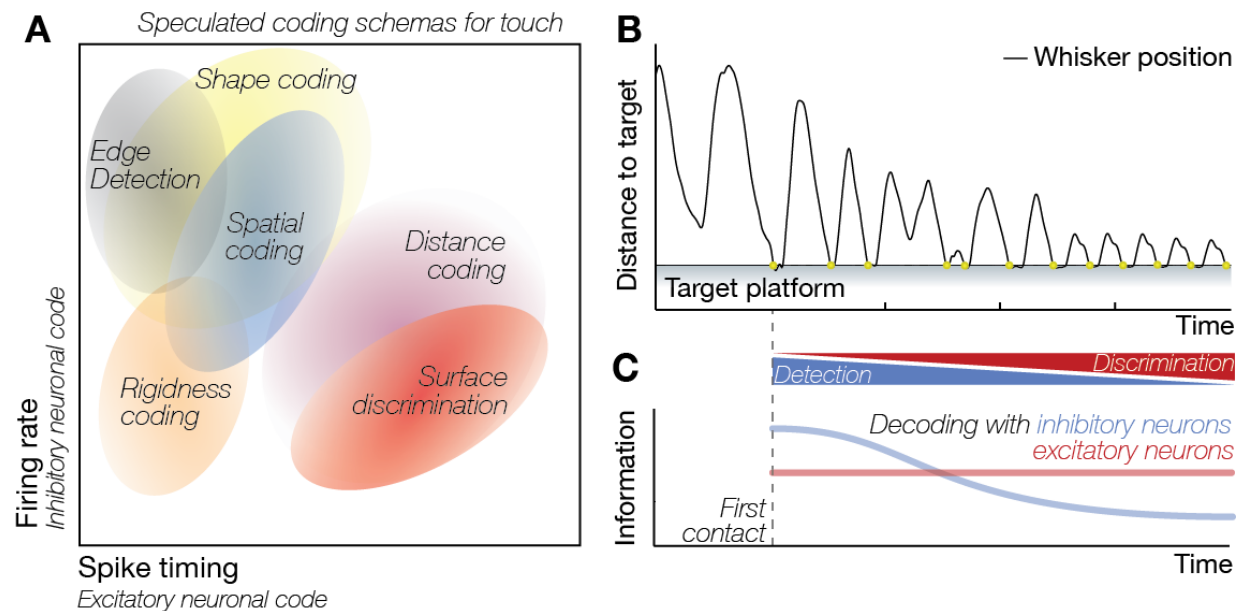 A
Speculated coding schemas for touch
Shape coding
Edge
Detection
Spatial
coding
Distance
coding
Rigidness
coding
Surface
discrimination
Firing rate
Inhibitory neuronal code
Spike timing
Excitatory neuronal code
B
— Whisker position
Distance to target
Target platform
Time
C
Discrimination
Detection
Decoding with inhibitory neurons
excitatory neurons
Information
First
contact
Time